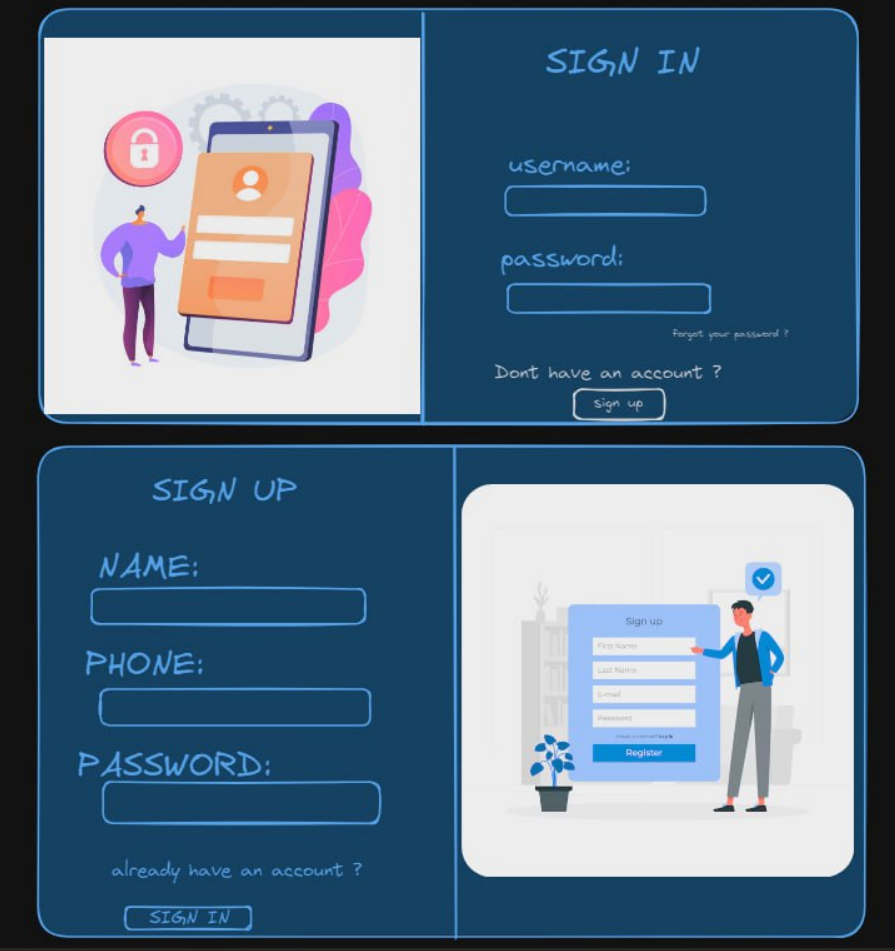 SIGN IN
username:
password:
Forgot your password ?
Dont have an account ?
sign up
SIGN UP
NAME:
PHONE:
PASSWORD:
already have an account ?
SIGN IN
Sign up
First Name
Last Name
E-mail
Password
Register